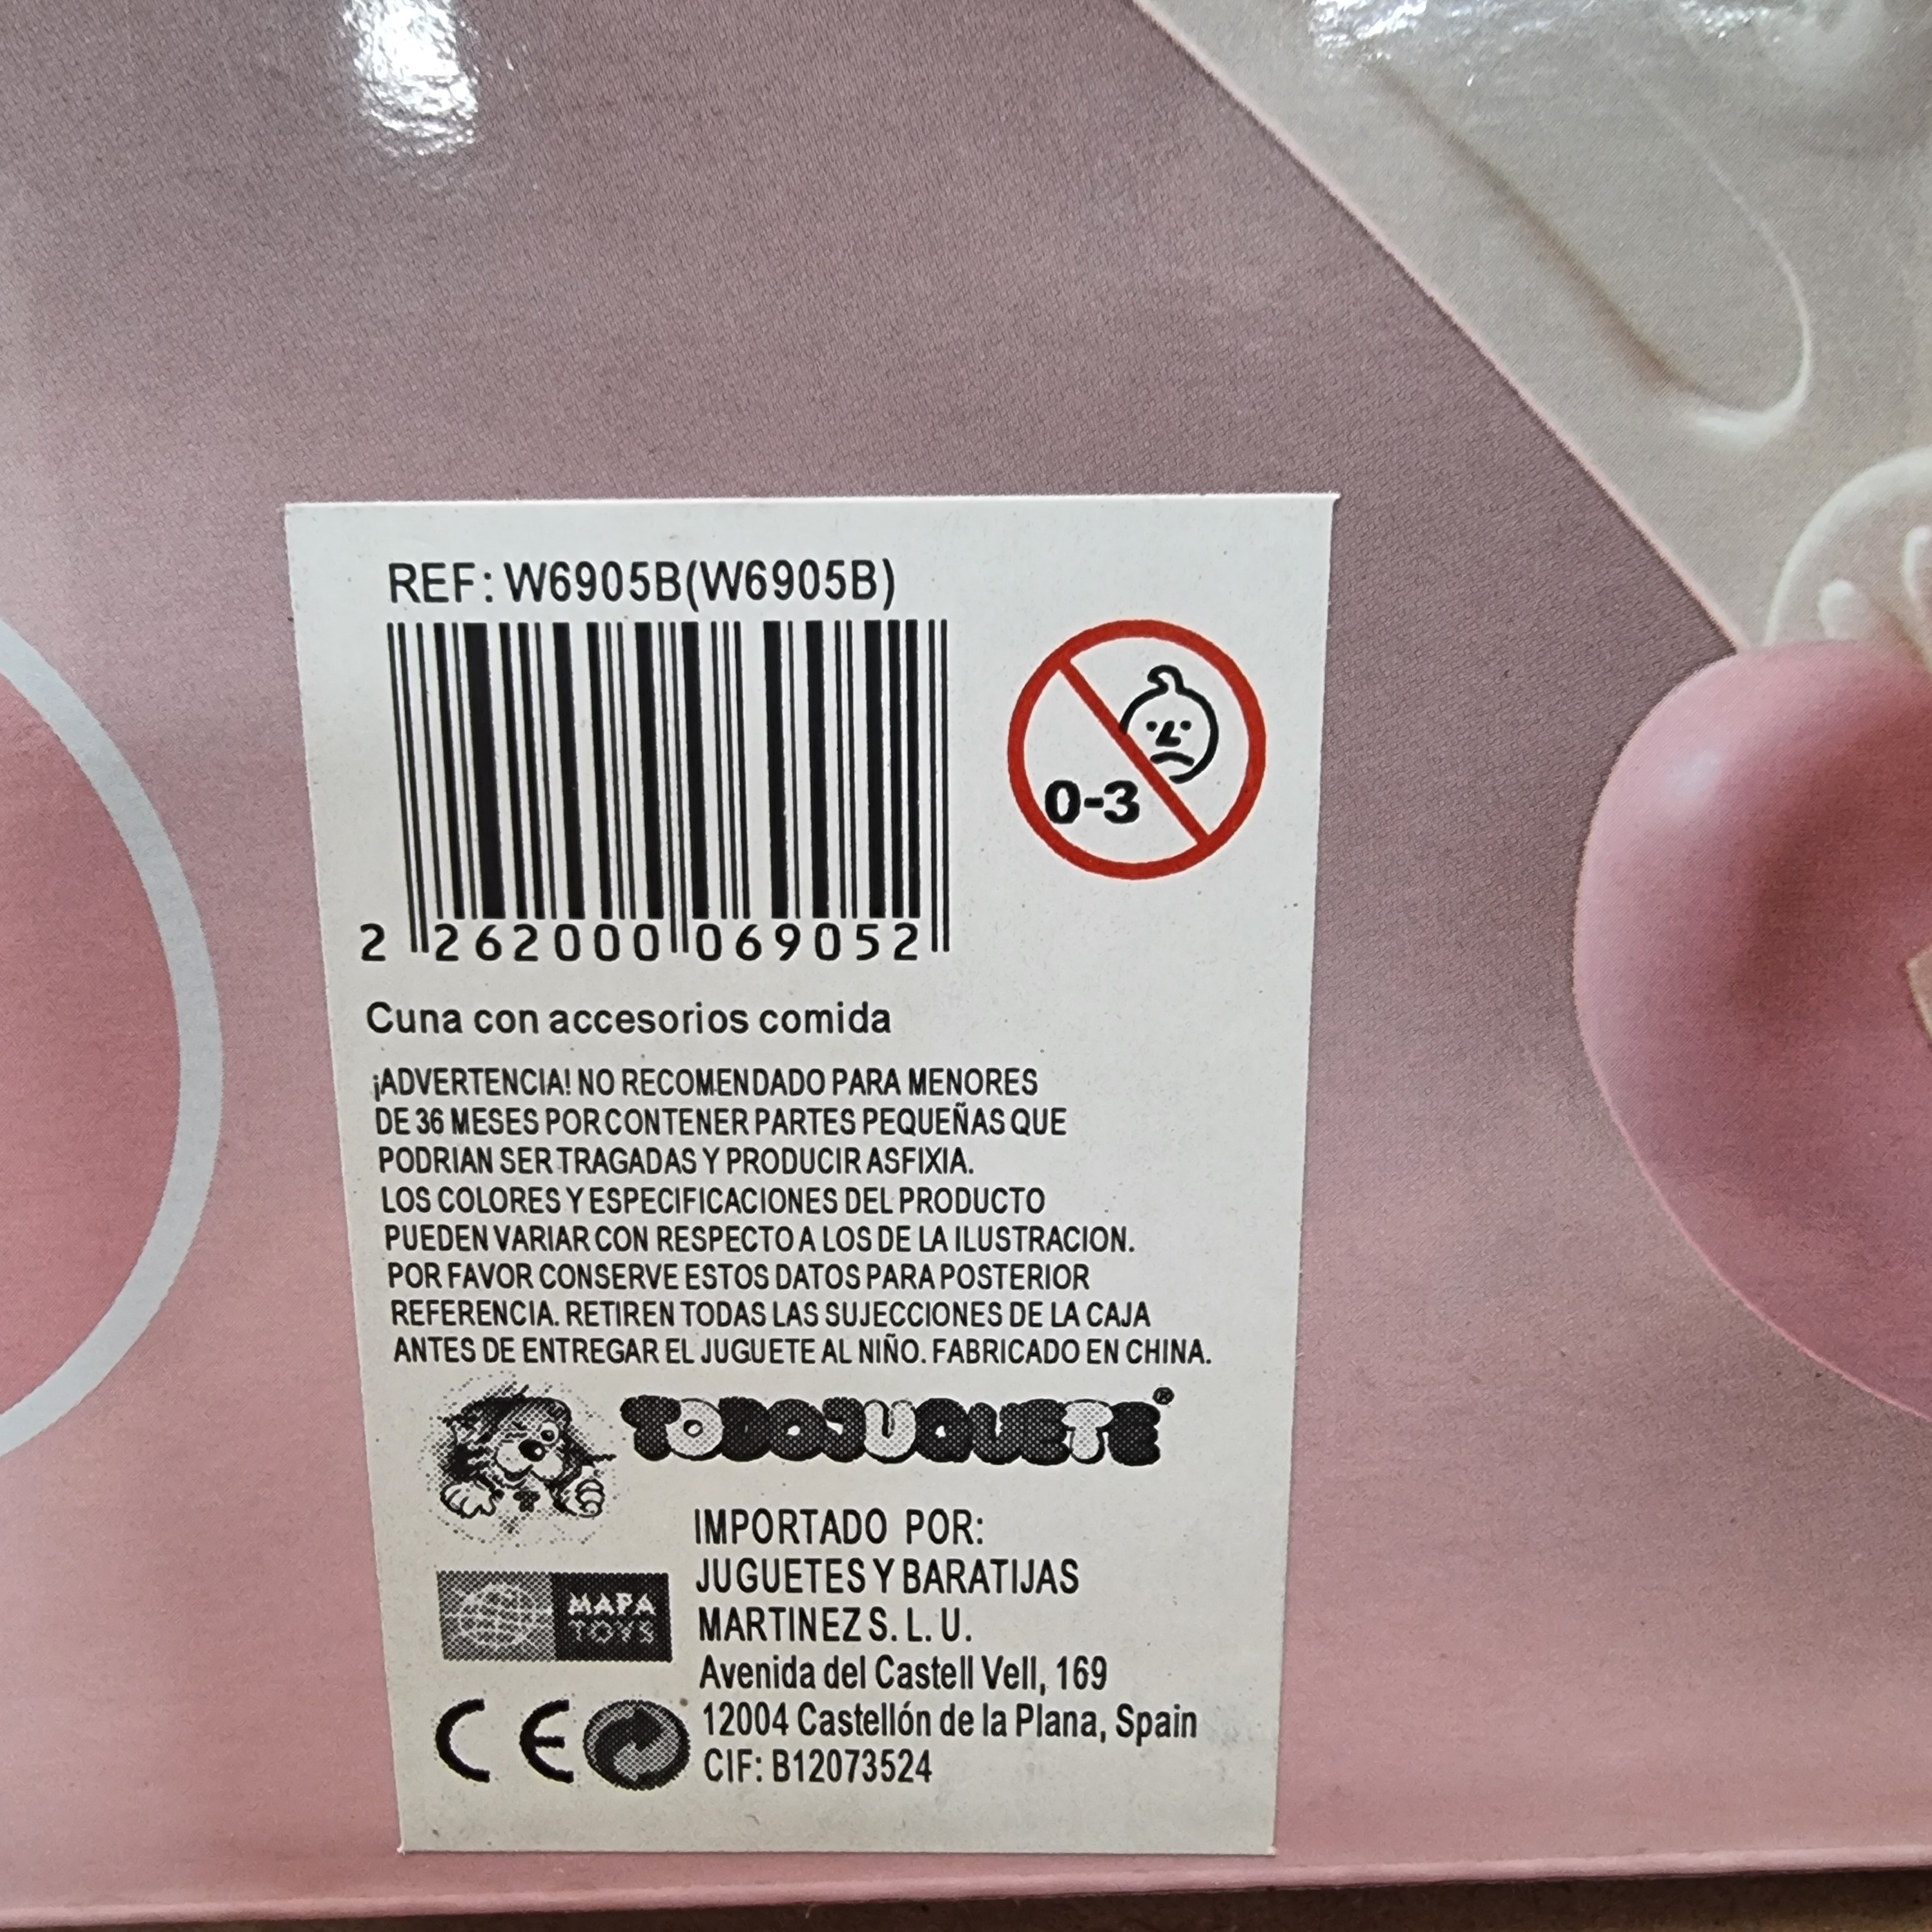 REF: W6905B(W6905B)
0-3
2 262000 069052
Cuna con accesorios comida
¡ADVERTENCIA! NO RECOMENDADO PARA MENORES
DE 36 MESES POR CONTENER PARTES PEQUEÑAS QUE
PODRIAN SER TRAGADAS Y PRODUCIR ASFIXIA.
LOS COLORES Y ESPECIFICACIONES DEL PRODUCTO
PUEDEN VARIAR CON RESPECTO A LOS DE LA ILUSTRACION.
POR FAVOR CONSERVE ESTOS DATOS PARA POSTERIOR
REFERENCIA. RETIREN TODAS LAS SUJECCIONES DE LA CAJA
ANTES DE ENTREGAR EL JUGUETE AL NIÑO. FABRICADO EN CHINA.
TODOJUGUETE®
IMPORTADO POR:
JUGUETES Y BARATIJAS
MARTINEZ S. L. U.
MAPA
TOYS
Avenida del Castell Vell, 169
12004 Castellón de la Plana, Spain
CIF: B12073524
CE